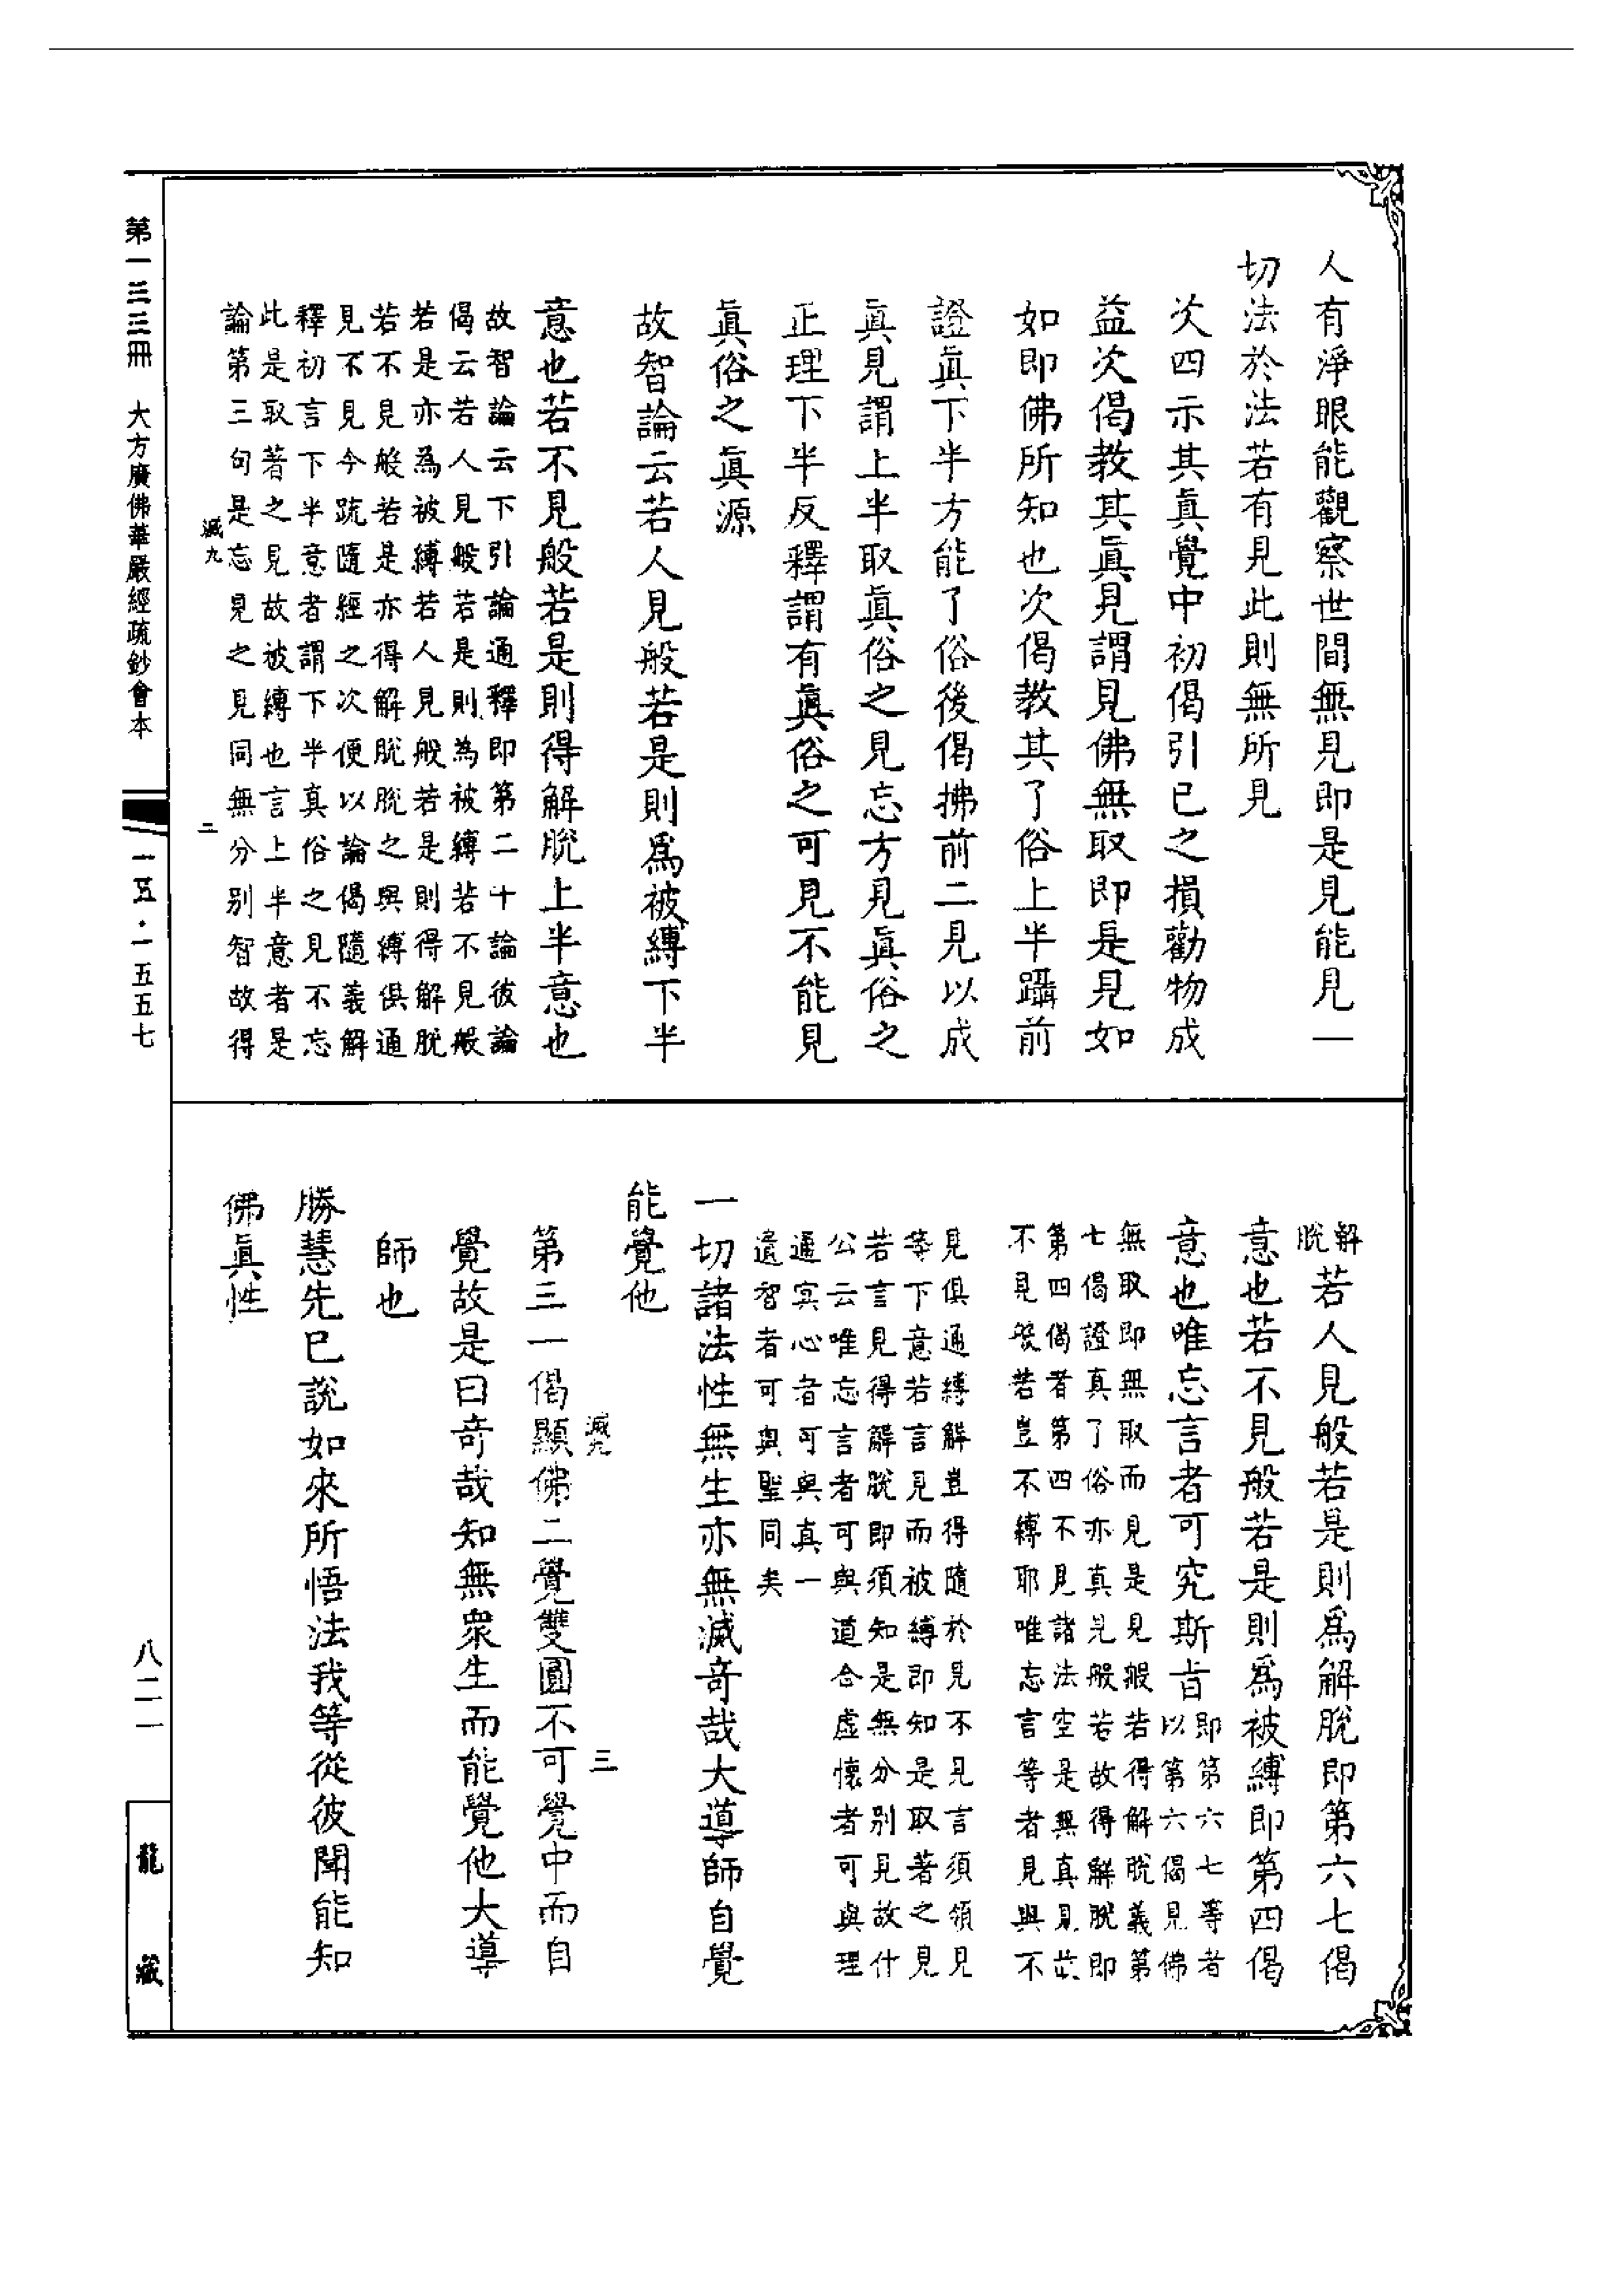 人有淨眼能觀察世間無見即是見能見一
切法於法若有見此則無所見
次四示其真覺中初偈引已之損勸物成
益次偈教其真見謂見佛無取即是見如
如即佛所知也次偈教其了俗上半躡前
證真下半方能了俗後偈拂前二見以成
真見謂上半取真俗之見忘方見真俗之
正理下半反釋謂有真俗之可見不能見
真俗之真源
故智論云若人見般若是則為被縛下半
意也若不見般若是則得解脫上半意也
故智論云下引論通釋即第二十論彼論
偈云若人見般若是則為被縛若不見般
若是亦為被縛若人見般若是則得解脫
若不見般若是亦得解脫脫之與縛俱通
見不見今疏隨經之次便以論偈隨義解
釋初言下半意者謂下半真俗之見不忘
此是取著之見故被縛也言上半意者是
論第三句是忘見之見同無分別智故得
滅九
二
解
脫
若人見般若是則為解脫即第六七偈
意也若不見般若是則為被縛即第四偈
意也唯忘言者可究斯旨
即第六七等者
以第六偈見佛
無取即無取而見是見般若得解脫義第
七偈證真了俗亦真見般若故得解脫即
第四偈者第四不見諸法空是無真見豈
不見般若豈不縛耶唯忘言等者見與不
見俱通縛解豈得隨於見不見言須領見
等下意若言見而被縛即知是取著之見
若言見得解脫即須知是無分別見故什
公云唯忘言者可與道合虛懷者可與理
通冥心者可與真一
遺智者可與聖同矣
一切諸法性無生亦無滅奇哉大導師自覺
能覺他
滅九
三
第三一偈顯佛二覺雙圓不可覺中而自
覺故是曰奇哉知無眾生而能覺他大導
師也
勝慧先已說如來所悟法我等從彼聞能知
佛真性
第一三三冊 大方廣佛華嚴經疏鈔會本
一五·一五五七
八二一
龍藏